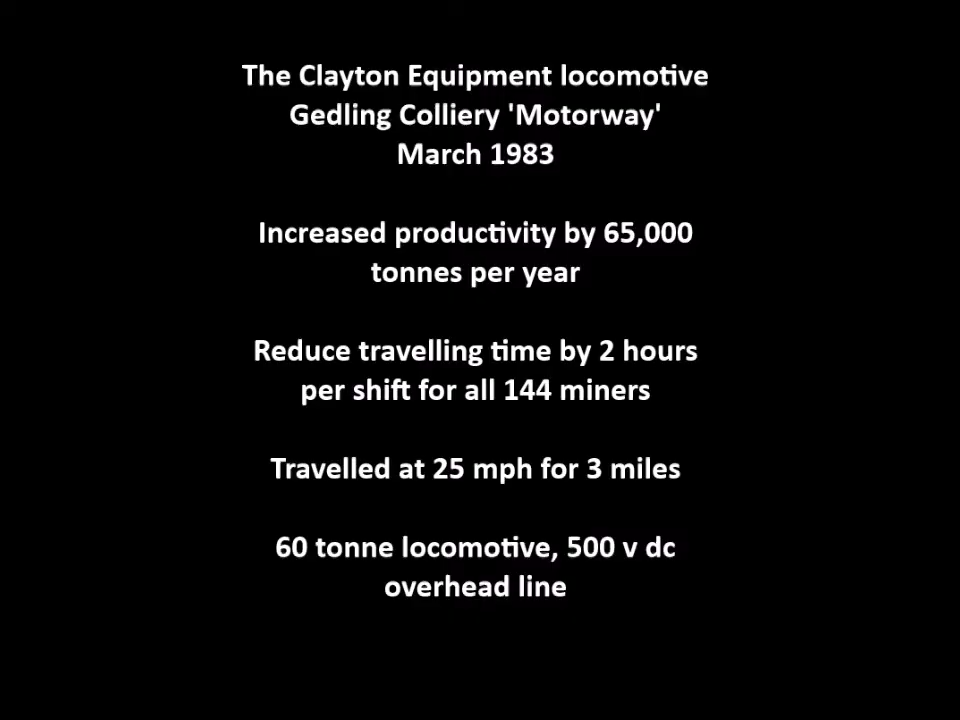 The Clayton Equipment locomotive
Gedling Colliery 'Motorway'
March 1983
Increased productivity by 65,000
tonnes per year
Reduce travelling time by 2 hours
per shift for all 144 miners
Travelled at 25 mph for 3 miles
60 tonne locomotive, 500 v dc
overhead line